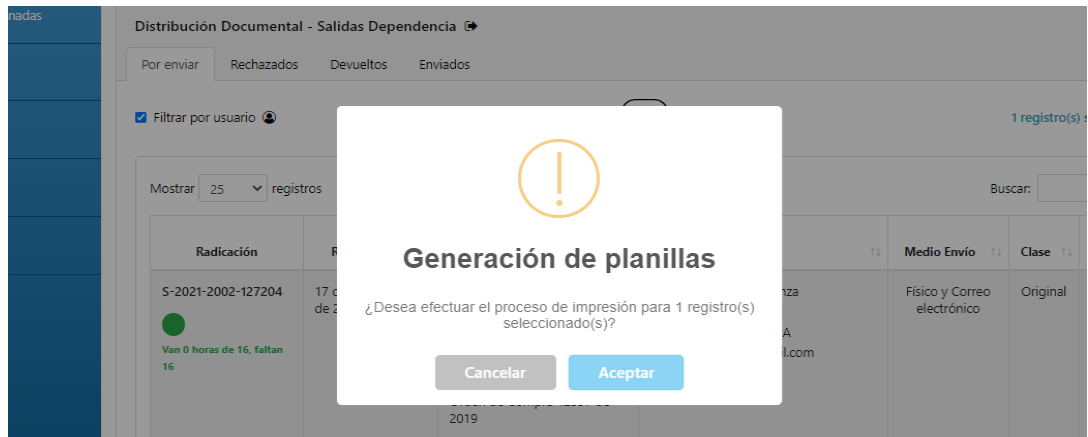 nadas
Distribución Documental - Salidas Dependencia
Por enviar Rechazados Devueltos Enviados
Filtrar por usuario
1 registro(s)
Mostrar 25 registros
Buscar:
Radicación
Medio Envío
Clase
Generación de planillas
S-2021-2002-127204
17
Físico y Correo
Original
de
electrónico
¿Desea efectuar el proceso de impresión para 1 registro(s)
seleccionado(s)?
A
Van 0 horas de 16, faltan
il.com
16
Cancelar Aceptar
2019